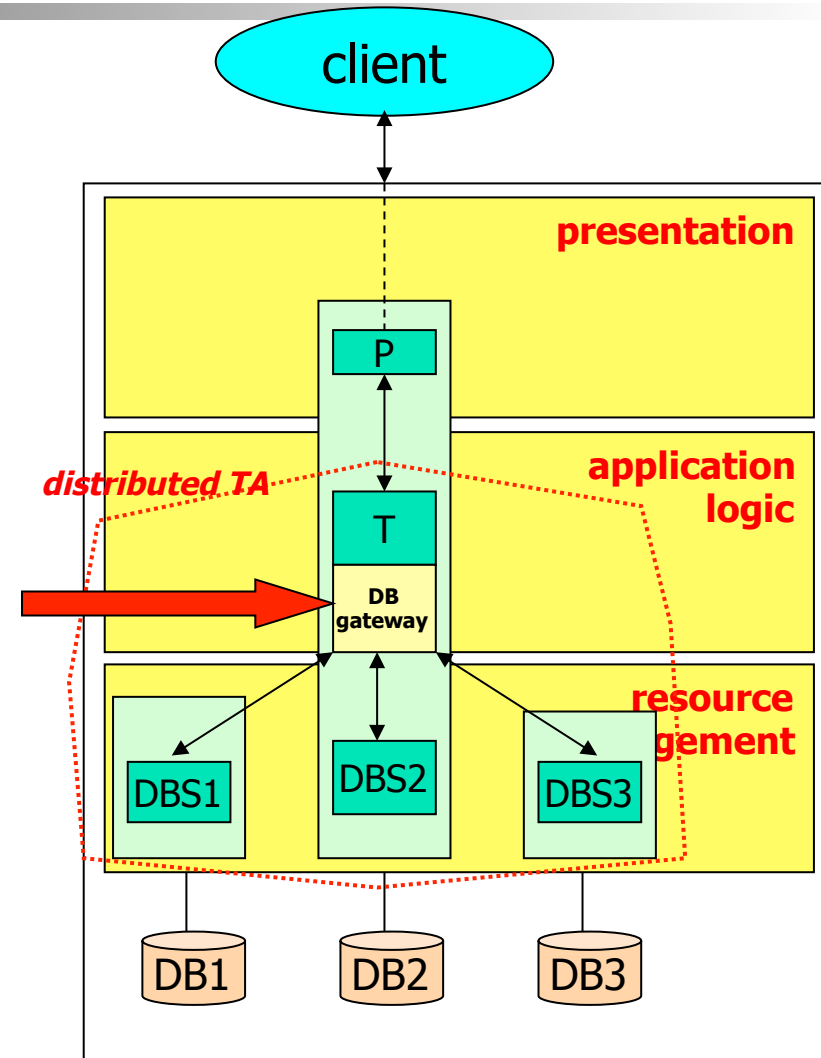 client
presentation
P
application
logic
distributed TA
T
DB
gateway
resource
gement
DBS1
DBS2
DBS3
DB1
DB2
DB3